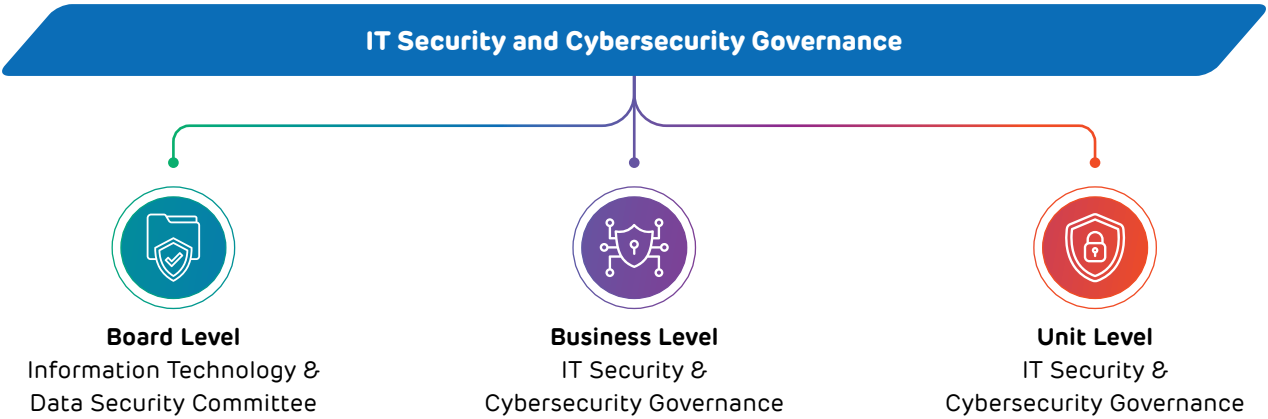 IT Security and Cybersecurity Governance
Board Level
Information Technology &
Data Security Committee
Business Level
IT Security &
Cybersecurity Governance
Unit Level
IT Security &
Cybersecurity Governance